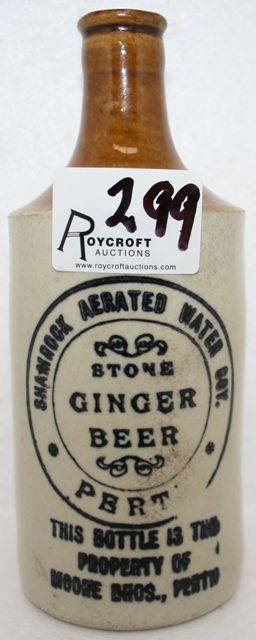 299
ROYCROFT
AUCTIONS
www.roycroftauctions.com
SHAMROCK AERATED WATER COY.
STONE
GINGER
BEER
PERT
THIS BOTTLE IS THE
PROPERTY OF
MOORE BROS., PERTH